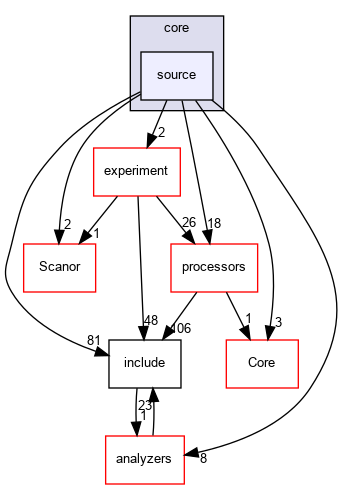 core
source
2
experiment
26
18
2
1
Scanor
processors
81
48
106
1
3
include
Core
23
1
analyzers
8